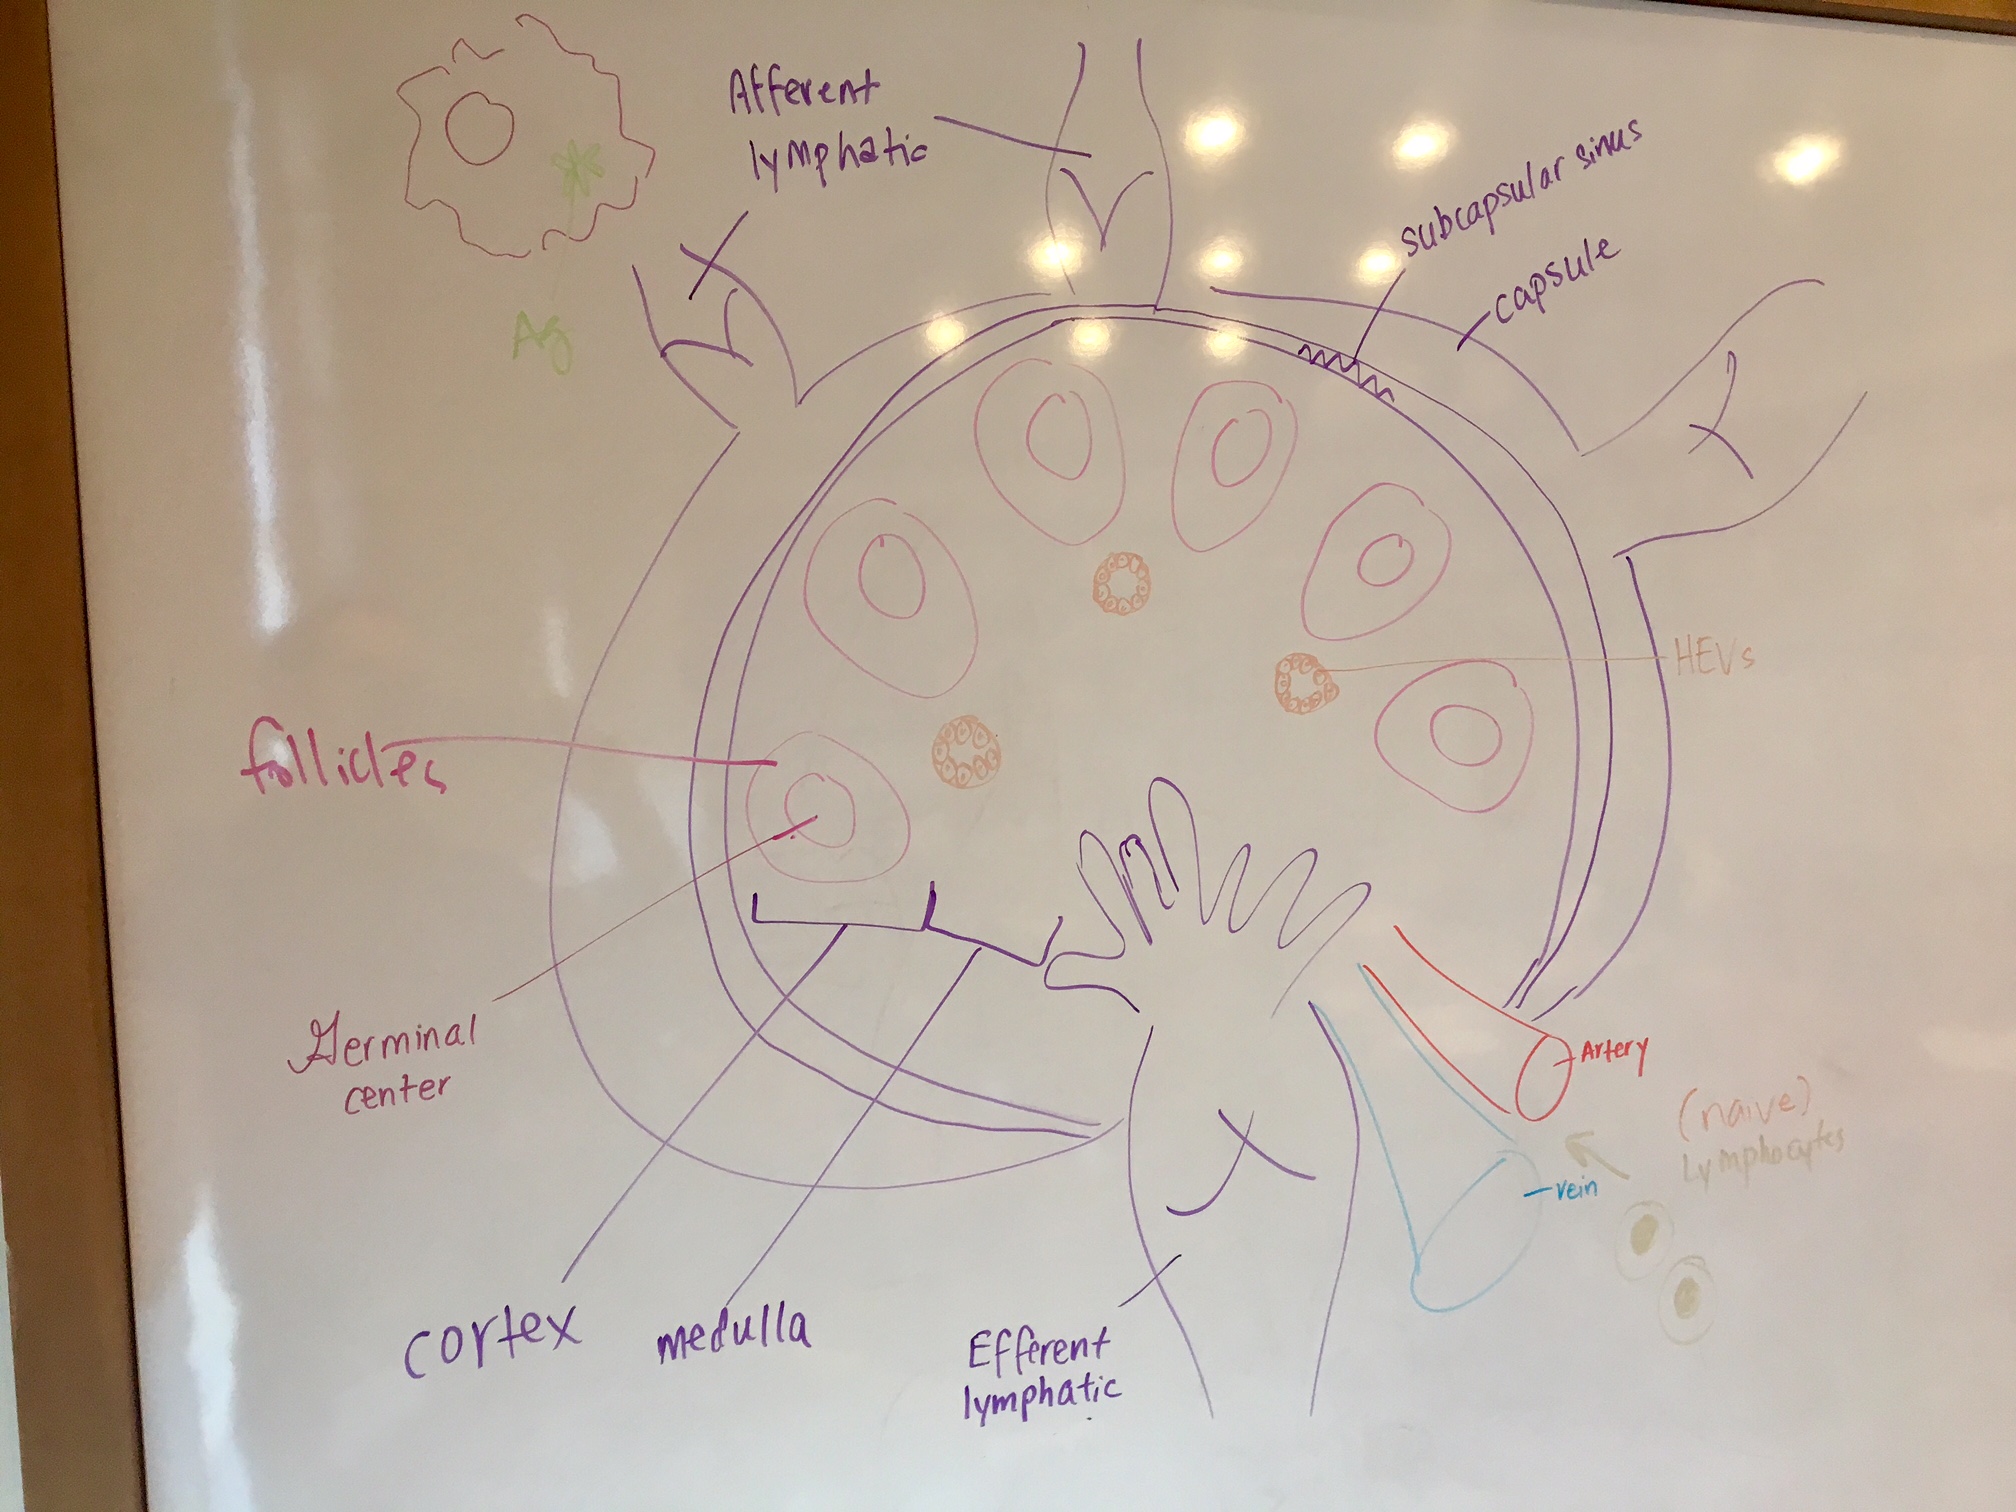 Afferent
lymphatic
subcapsular sinus
capsule
Ag
HEVs
follicles
Germinal
center
Artery
(naive)
Lymphocytes
vein
cortex
medulla
Efferent
lymphatic